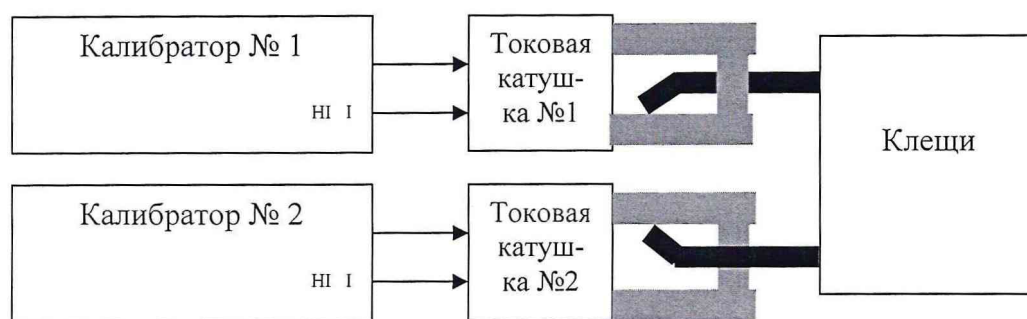 Калибратор № 1
HI I
Токовая
катуш-
ка №1
Клещи
Калибратор № 2
HI I
Токовая
катуш-
ка №2